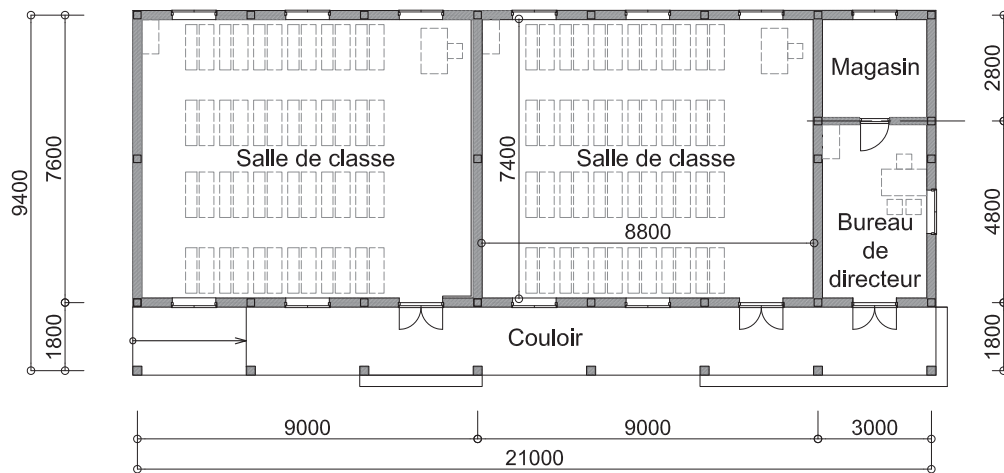 Magasin
2800
Salle de classe
Salle de classe
7600
9400
7400
4800
8800
Bureau
de
directeur
1800
Couloir
1800
9000
9000
3000
21000